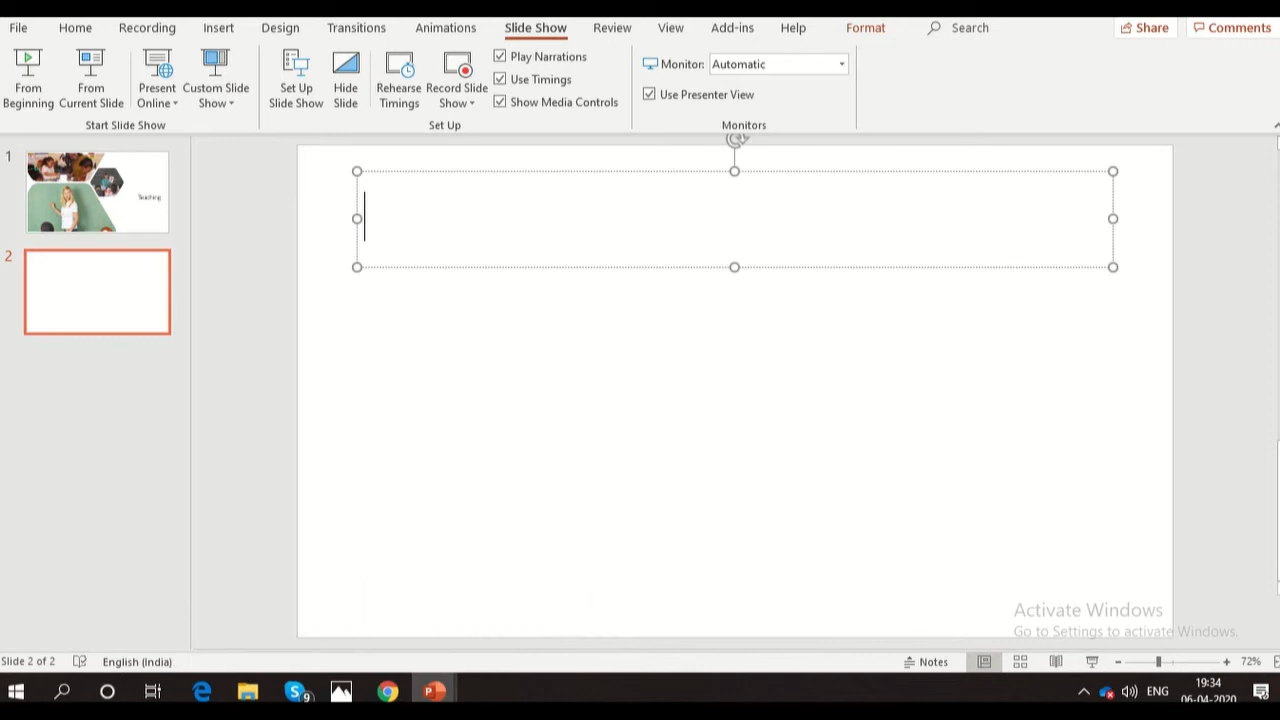 File Home Recording Insert Design Transitions Animations Slide Show Review View Add-ins Help Format Search Share Comments
From Beginning
From Current Slide
Present Online
Custom Slide Show
Start Slide Show
Set Up Slide Show
Hide Slide
Rehearse Timings
Record Slide Show
Play Narrations
Use Timings
Show Media Controls
Set Up
Monitor: Automatic
Use Presenter View
Monitors
1
Teaching
2
Activate Windows
Go to Settings to activate Windows.
Slide 2 of 2 English (India) Notes 72%
S 9 P ENG 19:34
06-04-2020